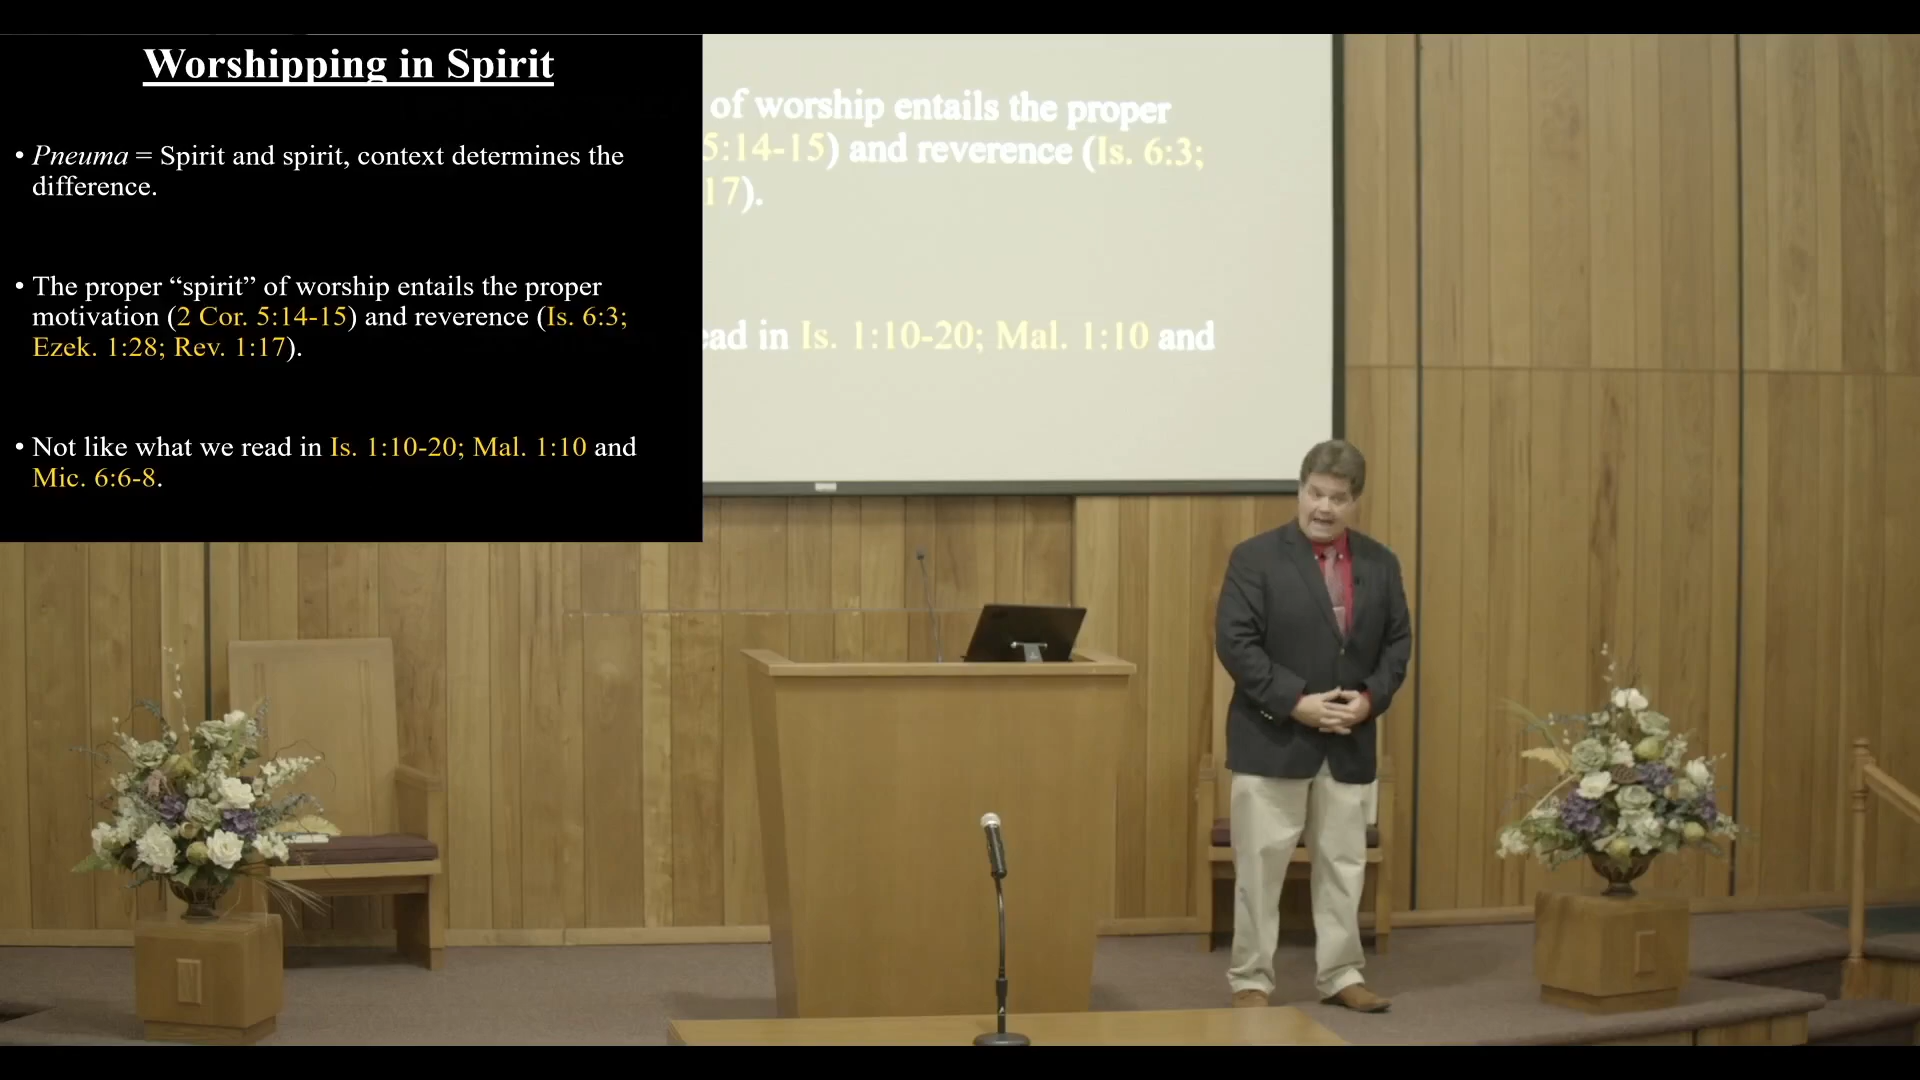 Worshipping in Spirit
• Pneuma = Spirit and spirit, context determines the
difference.
• The proper “spirit” of worship entails the proper
motivation (2 Cor. 5:14-15) and reverence (Is. 6:3;
Ezek. 1:28; Rev. 1:17).
• Not like what we read in Is. 1:10-20; Mal. 1:10 and
Mic. 6:6-8.
of worship entails the proper
5:14-15) and reverence (Is. 6:3;
17).
ead in Is. 1:10-20; Mal. 1:10 and